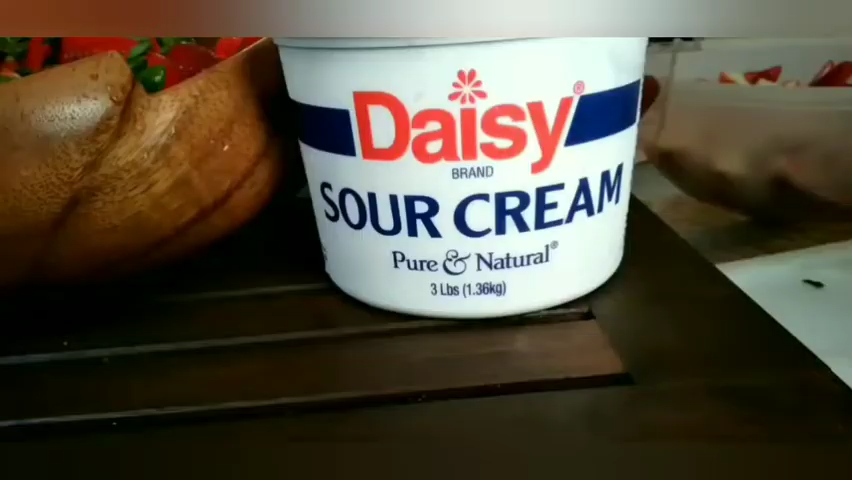 Daisy®
BRAND
SOUR CREAM
Pure & Natural®
3 Lbs (1.36kg)